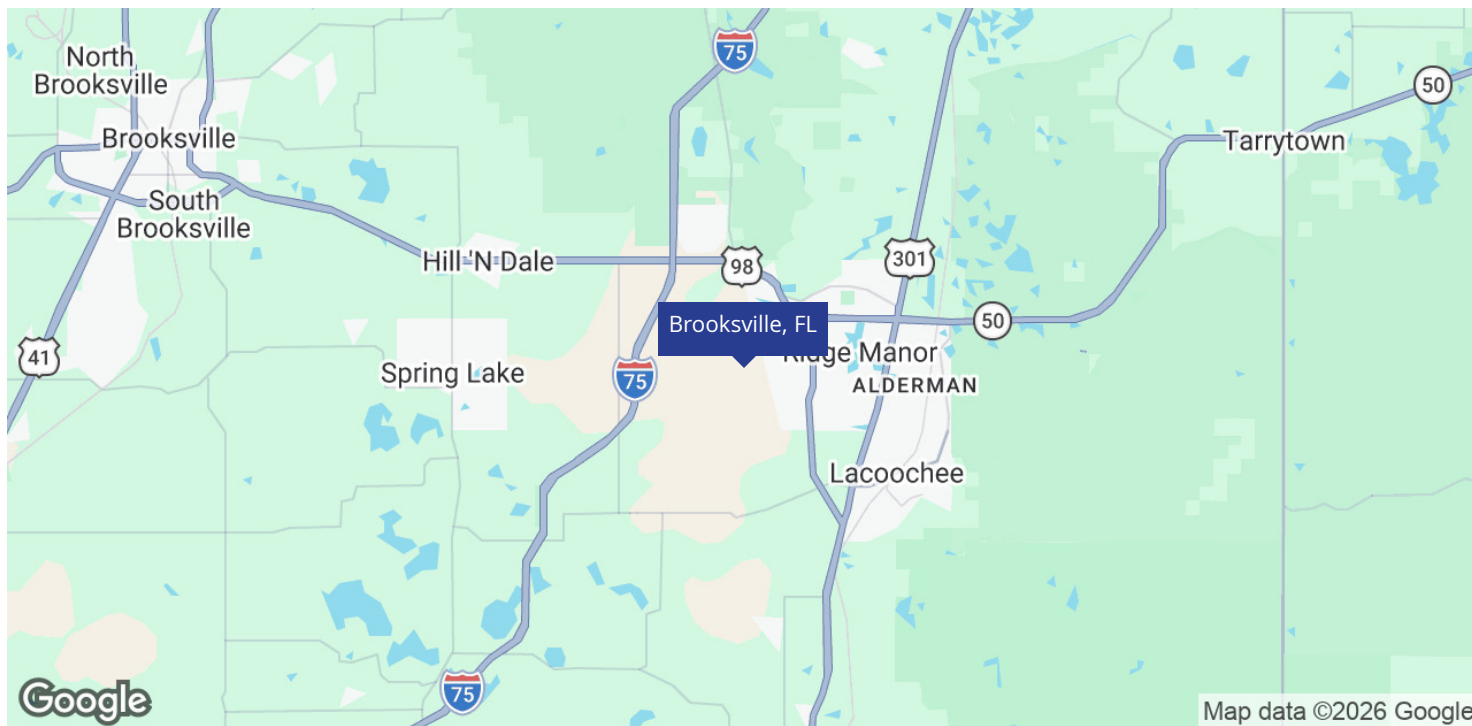 North
Brooksville
Brooksville
South
Brooksville
75
50
Tarrytown
Hill 'N Dale
98
301
41
Spring Lake
Brooksville, FL
75
50
Ridge Manor
ALDERMAN
Lacoochee
75
Google
Map data ©2026 Google